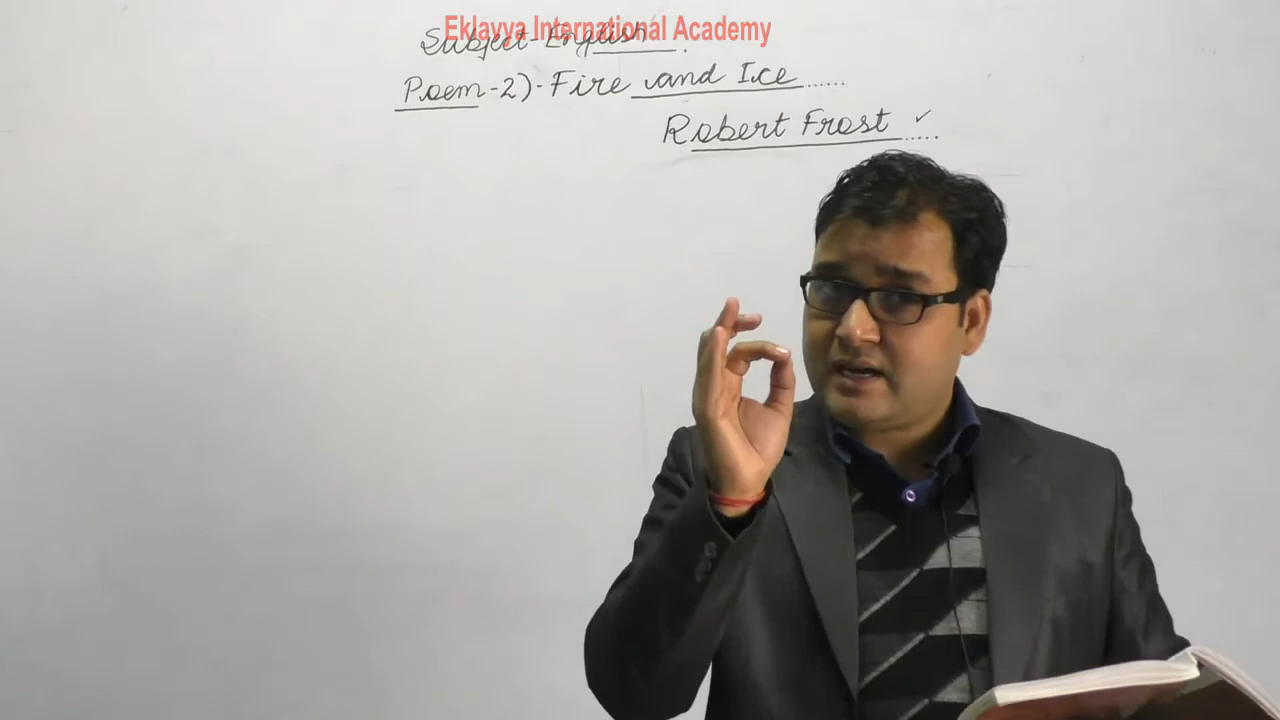 Eklavya International Academy
Subject-English.
Poem-2)-Fire and Ice......
Robert Frost ✓.....